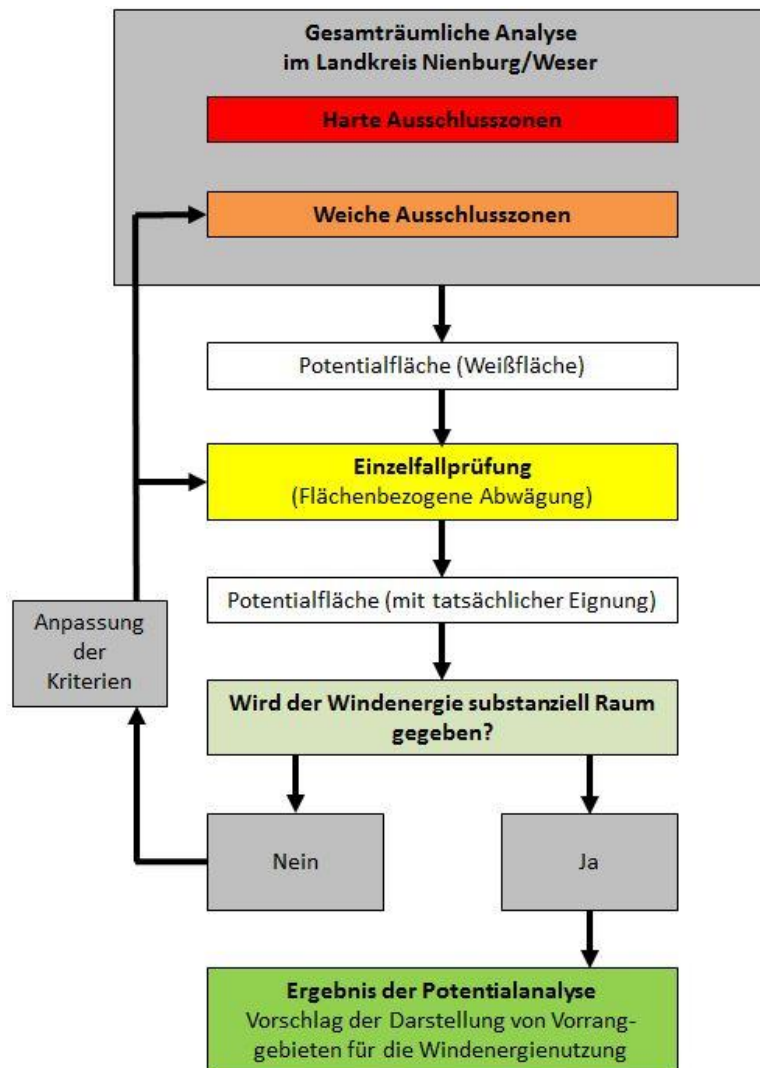 Gesamträumliche Analyse
im Landkreis Nienburg/Weser
Harte Ausschlusszonen
Weiche Ausschlusszonen
Potentialfläche (Weißfläche)
Einzelfallprüfung
(Flächenbezogene Abwägung)
Potentialfläche (mit tatsächlicher Eignung)
Anpassung
der
Kriterien
Wird der Windenergie substanziell Raum
gegeben?
Nein
Ja
Ergebnis der Potentialanalyse
Vorschlag der Darstellung von Vorrang-
gebieten für die Windenergienutzung